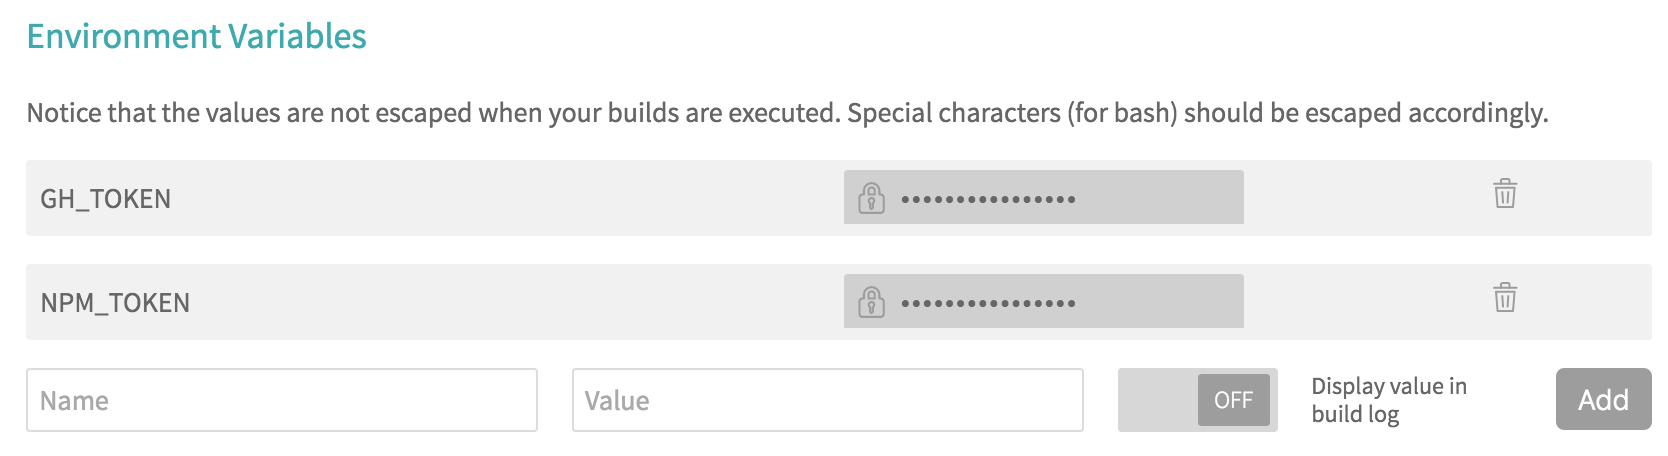 Environment Variables
Notice that the values are not escaped when your builds are executed. Special characters (for bash) should be escaped accordingly.
GH_TOKEN ••••••••••••••••
NPM_TOKEN ••••••••••••••••
Name Value OFF Display value in build log Add